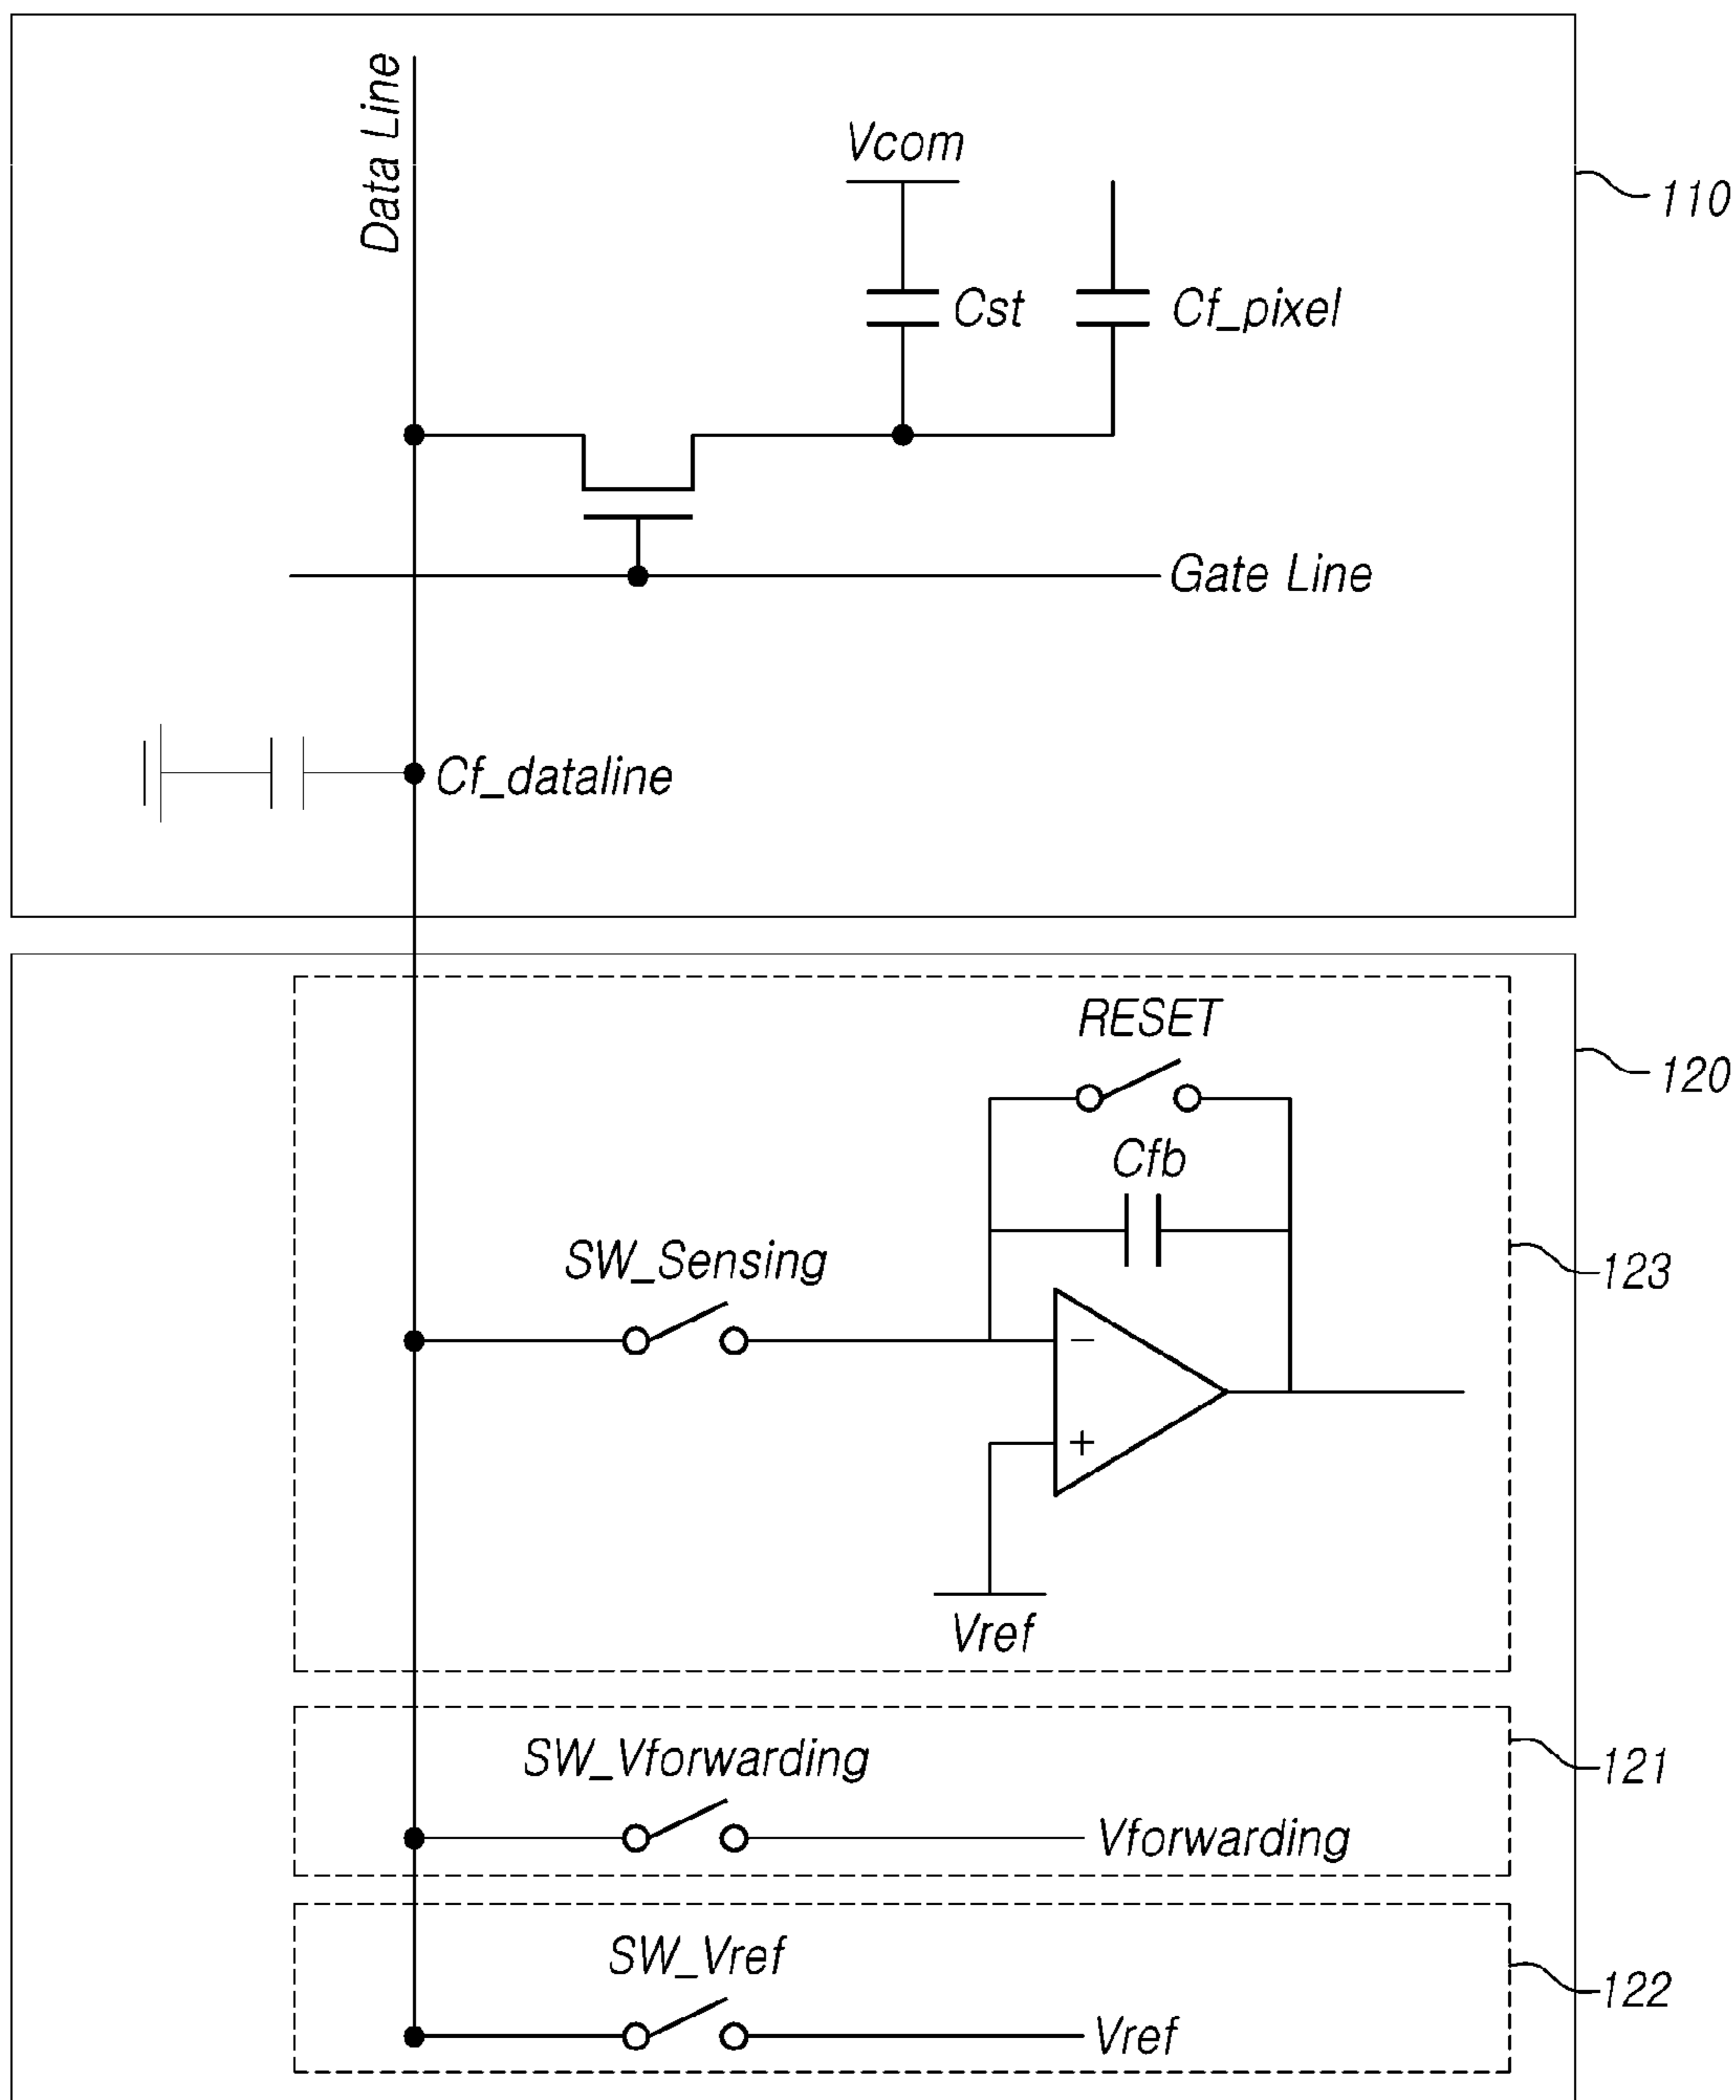 Data Line
Vcom
110
Cst
Cf_pixel
Gate Line
Cf_dataline
RESET
120
Cfb
SW_Sensing
123
−
+
Vref
SW_Vforwarding
121
Vforwarding
SW_Vref
122
Vref